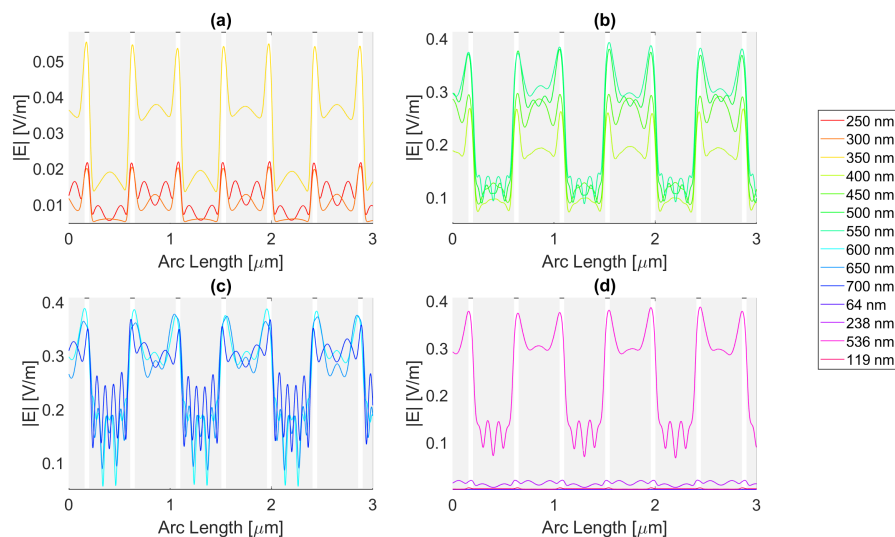 (a)
|E| [V/m]
0.05
0.04
0.03
0.02
0.01
0 1 2 3
Arc Length [μm]
(b)
|E| [V/m]
0.4
0.3
0.2
0.1
0 1 2 3
Arc Length [μm]
(c)
|E| [V/m]
0.4
0.3
0.2
0.1
0 1 2 3
Arc Length [μm]
(d)
|E| [V/m]
0.4
0.3
0.2
0.1
0 1 2 3
Arc Length [μm]
250 nm
300 nm
350 nm
400 nm
450 nm
500 nm
550 nm
600 nm
650 nm
700 nm
64 nm
238 nm
536 nm
119 nm